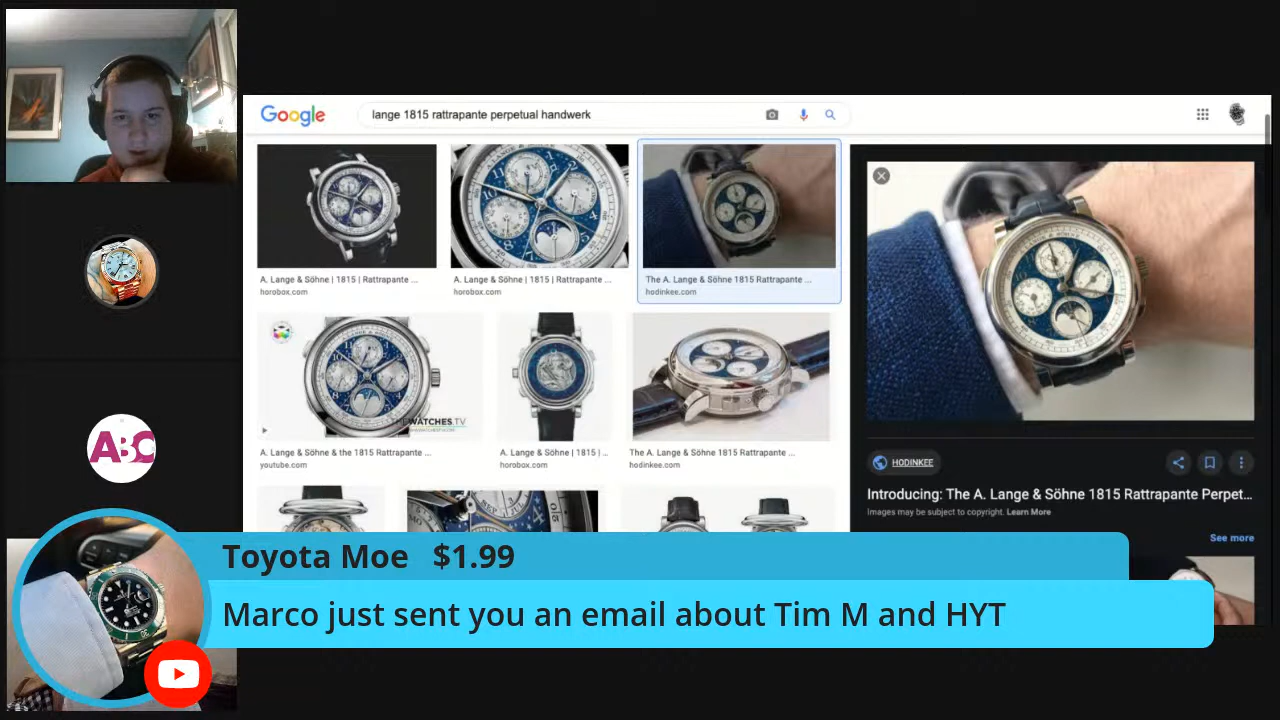 Google
lange 1815 rattrapante perpetual handwerk
A. Lange & Söhne | 1815 | Rattrapante ...
horobox.com
A. Lange & Söhne | 1815 | Rattrapante ...
horobox.com
The A. Lange & Söhne 1815 Rattrapante ...
hodinkee.com
THEWATCHES.TV
A. Lange & Söhne & the 1815 Rattrapante ...
youtube.com
A. Lange & Söhne | 1815 | ...
horobox.com
The A. Lange & Söhne 1815 Rattrapante ...
hodinkee.com
HODINKEE
Introducing: The A. Lange & Söhne 1815 Rattrapante Perpet...
Images may be subject to copyright. Learn More
See more
ABC
Toyota Moe $1.99
Marco just sent you an email about Tim M and HYT